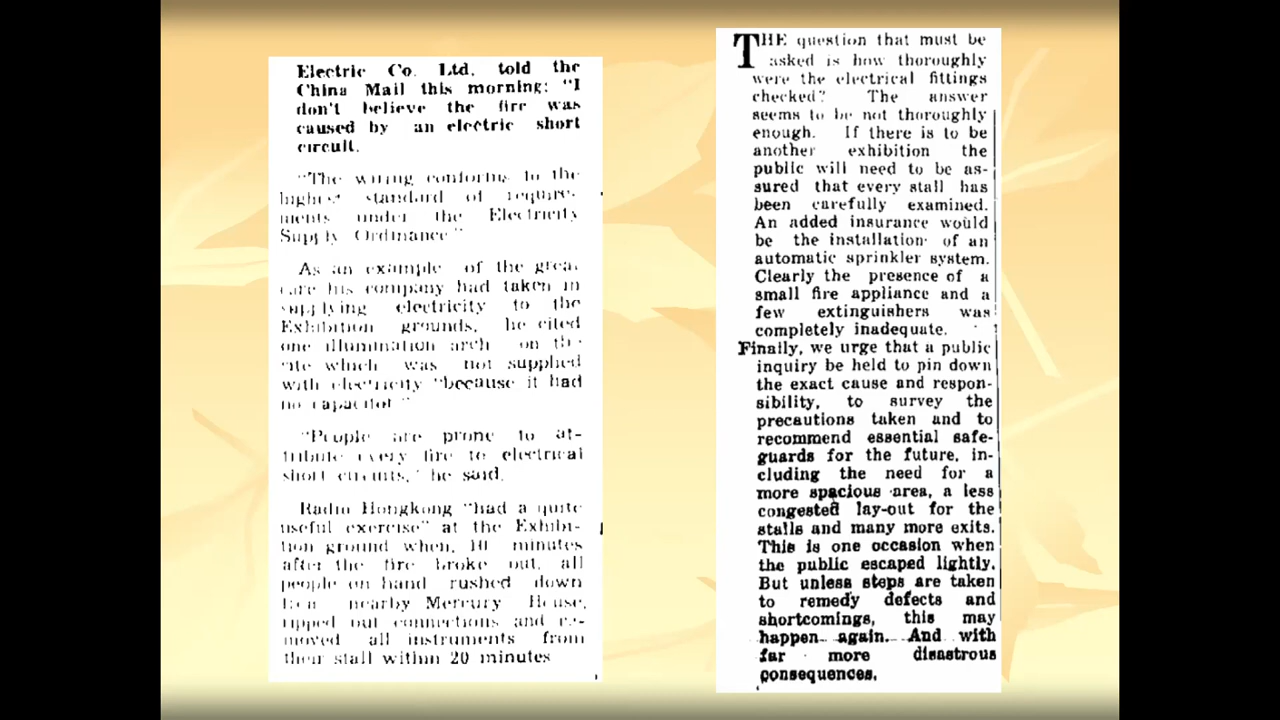 Electric Co. Ltd. told the
China Mail this morning: "I
don't believe the fire was
caused by an electric short
circuit.
"The wiring conforms to the
highest standard of require-
ments under the Electricity
Supply Ordinance"
As an example of the great
care his company had taken in
supplying electricity to the
Exhibition grounds, he cited
one illumination arch on the
site which was not supplied
with electricity "because it had
no capacitor"
"People are prone to at-
tribute every fire to electrical
short circuits," he said.
Radio Hongkong "had a quite
useful exercise" at the Exhibi-
tion ground when, 10 minutes
after the fire broke out, all
people on hand rushed down
from nearby Mercury House,
ripped out connections and re-
moved all instruments from
their stall within 20 minutes
THE question that must be
asked is how thoroughly
were the electrical fittings
checked? The answer
seems to be not thoroughly
enough. If there is to be
another exhibition the
public will need to be as-
sured that every stall has
been carefully examined.
An added insurance would
be the installation of an
automatic sprinkler system.
Clearly the presence of a
small fire appliance and a
few extinguishers was
completely inadequate.
Finally, we urge that a public
inquiry be held to pin down
the exact cause and respon-
sibility, to survey the
precautions taken and to
recommend essential safe-
guards for the future, in-
cluding the need for a
more spacious area, a less
congested lay-out for the
stalls and many more exits.
This is one occasion when
the public escaped lightly.
But unless steps are taken
to remedy defects and
shortcomings, this may
happen again. And with
far more disastrous
consequences.